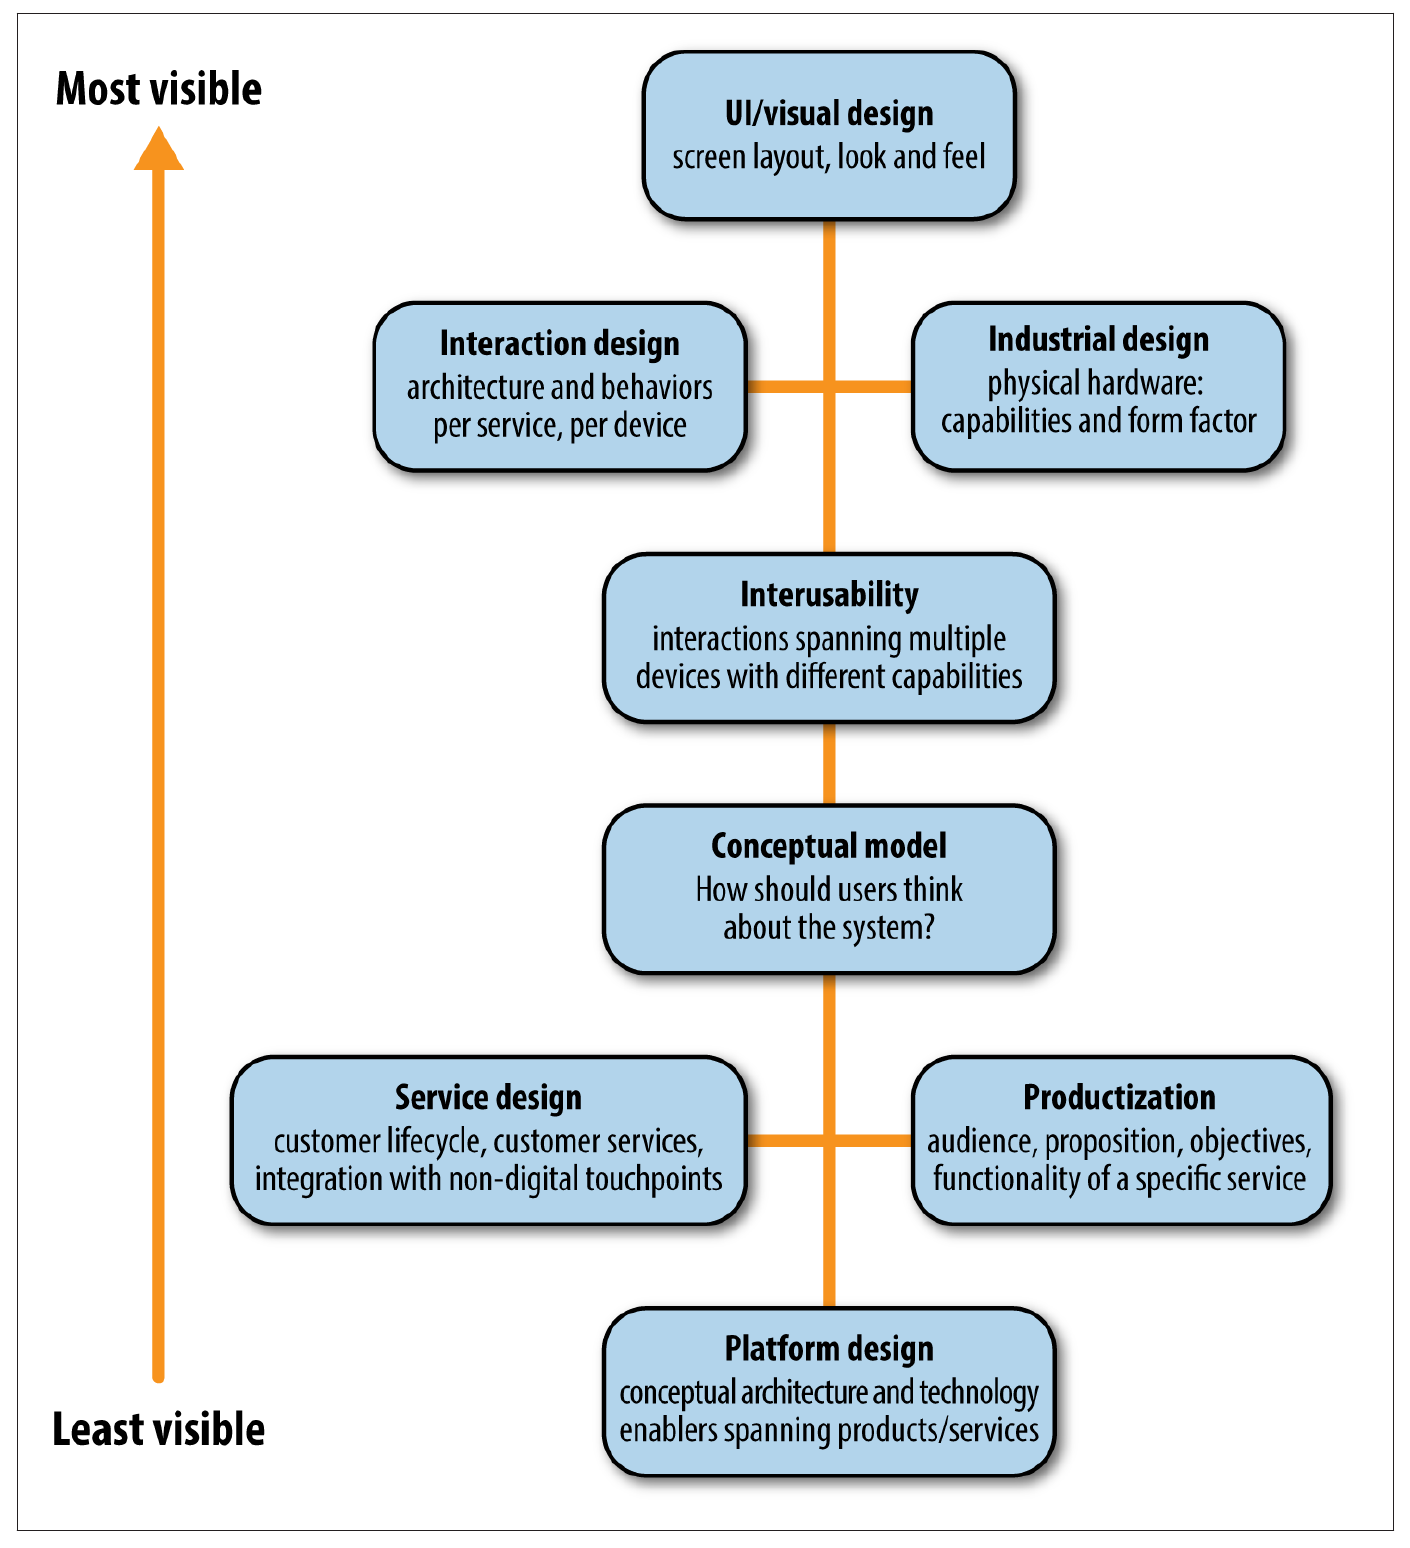 Most visible
UI/visual design
screen layout, look and feel
Interaction design
architecture and behaviors
per service, per device
Industrial design
physical hardware:
capabilities and form factor
Interusability
interactions spanning multiple
devices with different capabilities
Conceptual model
How should users think
about the system?
Service design
customer lifecycle, customer services,
integration with non-digital touchpoints
Productization
audience, proposition, objectives,
functionality of a specific service
Platform design
conceptual architecture and technology
enablers spanning products/services
Least visible